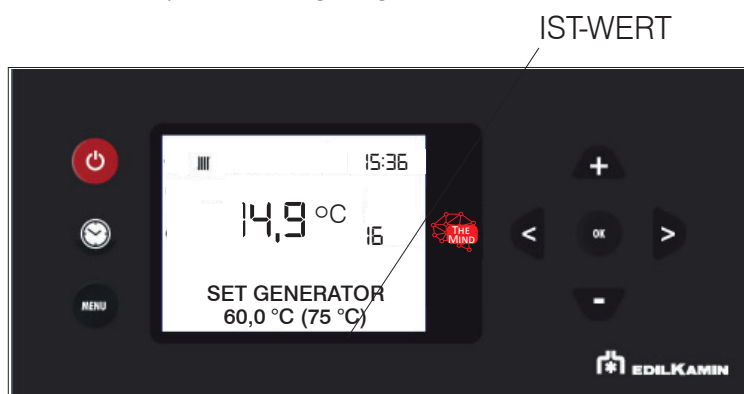 IST-WERT
15:36
14,9 °C
16
THE
MIND
< OK >
+
-
SET GENERATOR
60,0 °C (75 °C)
MENU
EDILKAMIN